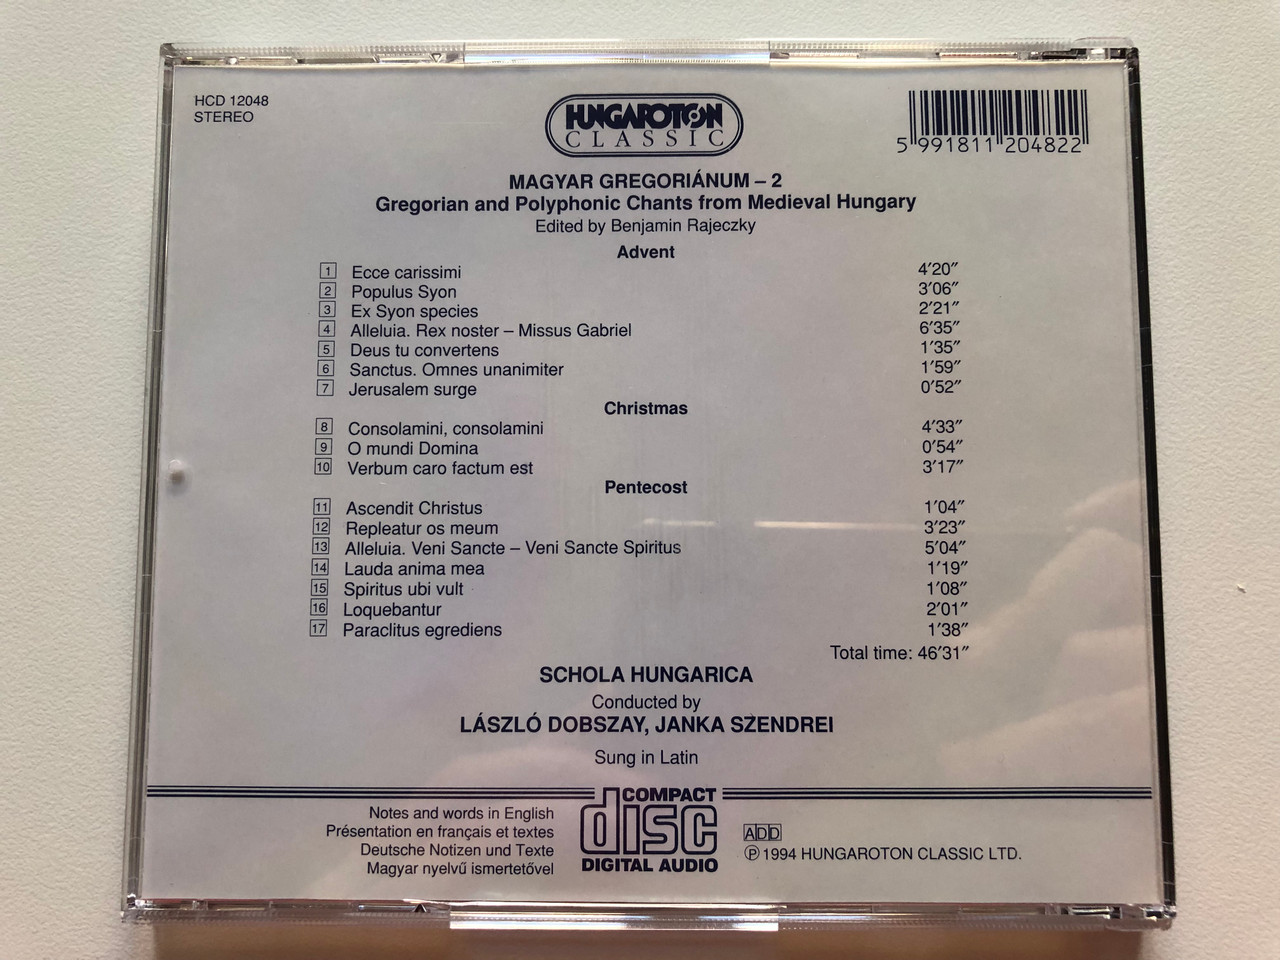 HCD 12048
STEREO
HUNGAROTON
CLASSIC
5 991811 204822
MAGYAR GREGORIÁNUM – 2
Gregorian and Polyphonic Chants from Medieval Hungary
Edited by Benjamin Rajeczky
Advent
1 Ecce carissimi 4′20″
2 Populus Syon 3′06″
3 Ex Syon species 2′21″
4 Alleluia. Rex noster – Missus Gabriel 6′35″
5 Deus tu convertens 1′35″
6 Sanctus. Omnes unanimiter 1′59″
7 Jerusalem surge 0′52″
Christmas
8 Consolamini, consolamini 4′33″
9 O mundi Domina 0′54″
10 Verbum caro factum est 3′17″
Pentecost
11 Ascendit Christus 1′04″
12 Repleatur os meum 3′23″
13 Alleluia. Veni Sancte – Veni Sancte Spiritus 5′04″
14 Lauda anima mea 1′19″
15 Spiritus ubi vult 1′08″
16 Loquebantur 2′01″
17 Paraclitus egrediens 1′38″
Total time: 46′31″
SCHOLA HUNGARICA
Conducted by
LÁSZLÓ DOBSZAY, JANKA SZENDREI
Sung in Latin
Notes and words in English
Présentation en français et textes
Deutsche Notizen und Texte
Magyar nyelvű ismertetővel
COMPACT
disc
DIGITAL AUDIO
ADD
℗ 1994 HUNGAROTON CLASSIC LTD.